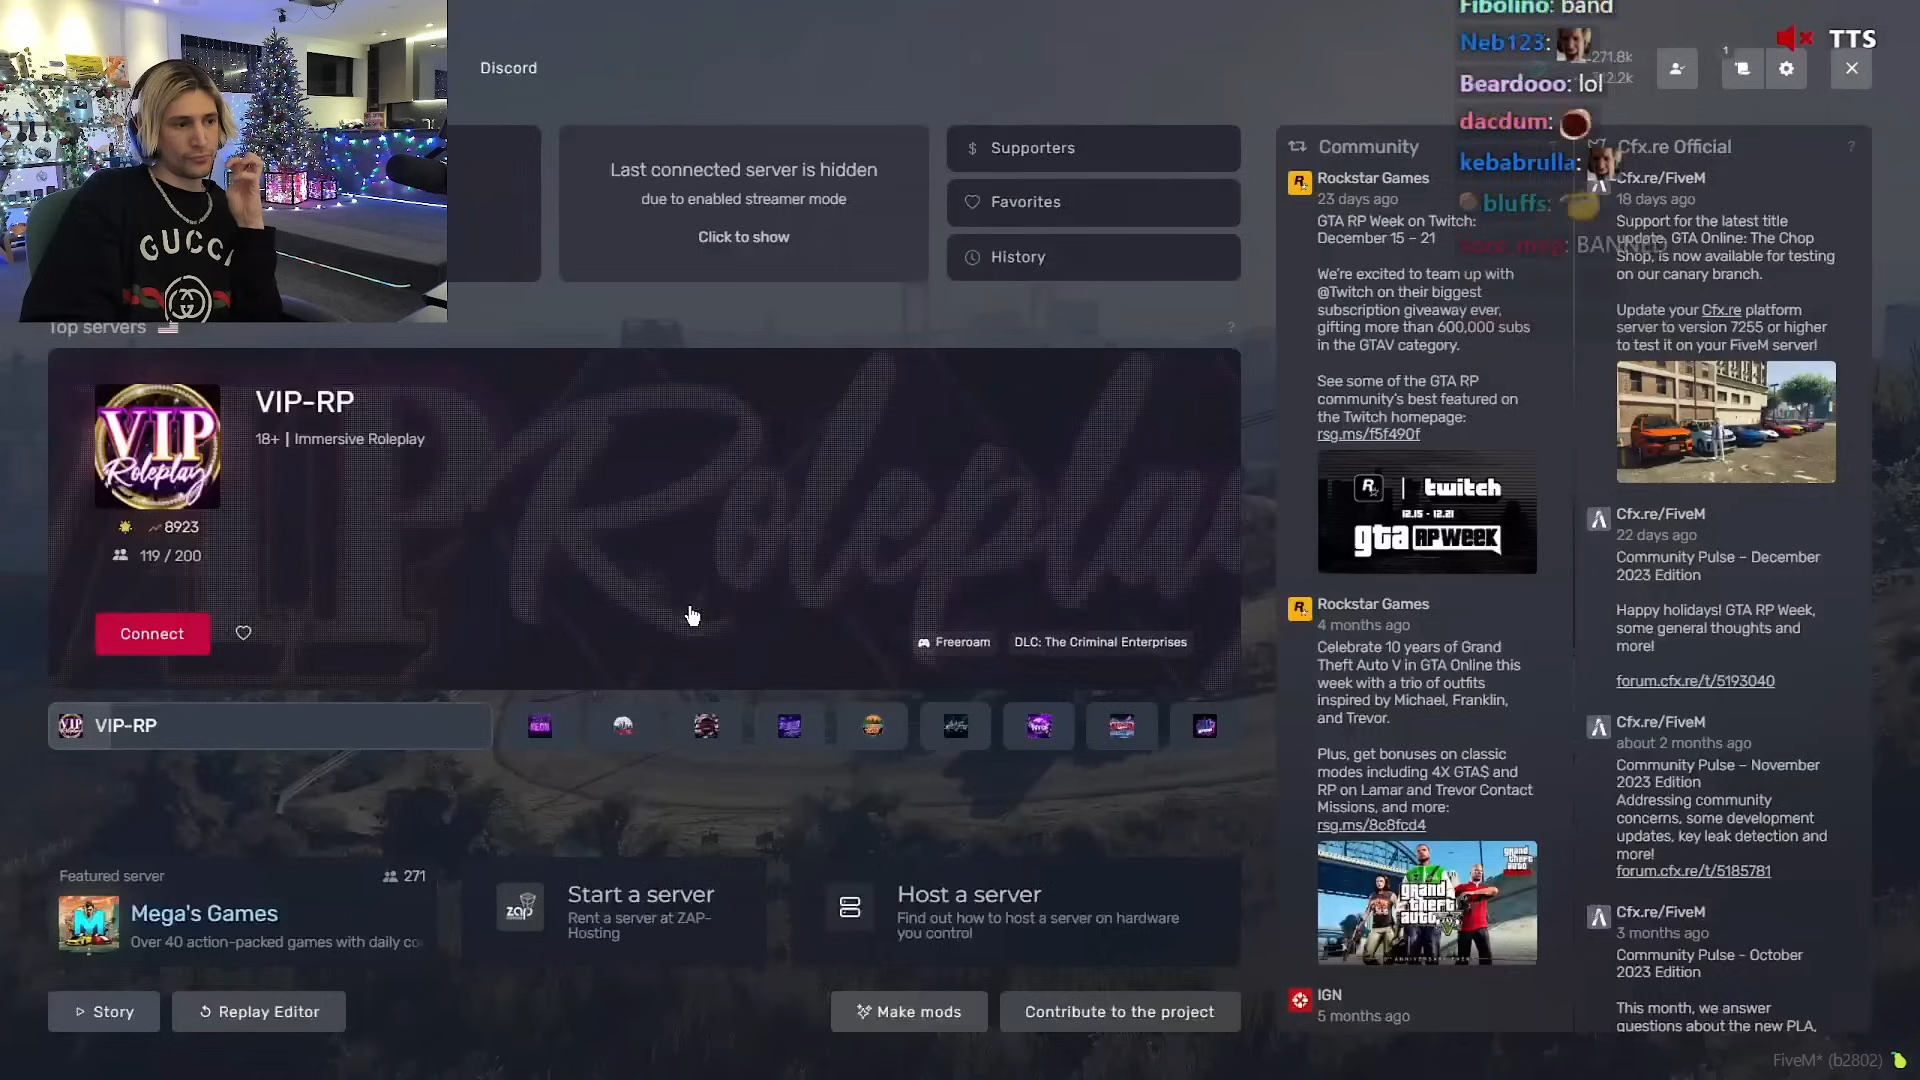 Fibolino: band
Neb123:
Beardooo: lol
dacdum:
kebabrulla:
bluffs:
BANNED
TTS
271.8k
1
Discord
GUCCI
Last connected server is hidden
due to enabled streamer mode
Click to show
Supporters
Favorites
History
Top servers
?
VIP
Roleplay
VIP-RP
18+ | Immersive Roleplay
8923
119 / 200
Connect
Freeroam
DLC: The Criminal Enterprises
VIP-RP
Featured server
271
Mega's Games
Over 40 action-packed games with daily co
zap
Start a server
Rent a server at ZAP-
Hosting
Host a server
Find out how to host a server on hardware
you control
Story
Replay Editor
Make mods
Contribute to the project
Community
Rockstar Games
23 days ago
GTA RP Week on Twitch:
December 15 – 21
We're excited to team up with
@Twitch on their biggest
subscription giveaway ever,
gifting more than 600,000 subs
in the GTAV category.
See some of the GTA RP
community's best featured on
the Twitch homepage:
rsg.ms/f5f490f
R | twitch
12.15 - 12.21
gta RP WEEK
Rockstar Games
4 months ago
Celebrate 10 years of Grand
Theft Auto V in GTA Online this
week with a trio of outfits
inspired by Michael, Franklin,
and Trevor.
Plus, get bonuses on classic
modes including 4X GTA$ and
RP on Lamar and Trevor Contact
Missions, and more:
rsg.ms/8c8fcd4
grand
theft
auto
V
IGN
5 months ago
Cfx.re Official
?
Cfx.re/FiveM
18 days ago
Support for the latest title
update, GTA Online: The Chop
Shop, is now available for testing
on our canary branch.
Update your Cfx.re platform
server to version 7255 or higher
to test it on your FiveM server!
Cfx.re/FiveM
22 days ago
Community Pulse – December
2023 Edition
Happy holidays! GTA RP Week,
some general thoughts and
more!
forum.cfx.re/t/5193040
Cfx.re/FiveM
about 2 months ago
Community Pulse – November
2023 Edition
Addressing community
concerns, some development
updates, key leak detection and
more!
forum.cfx.re/t/5185781
Cfx.re/FiveM
3 months ago
Community Pulse - October
2023 Edition
This month, we answer
questions about the new PLA,
FiveM* (b2802)